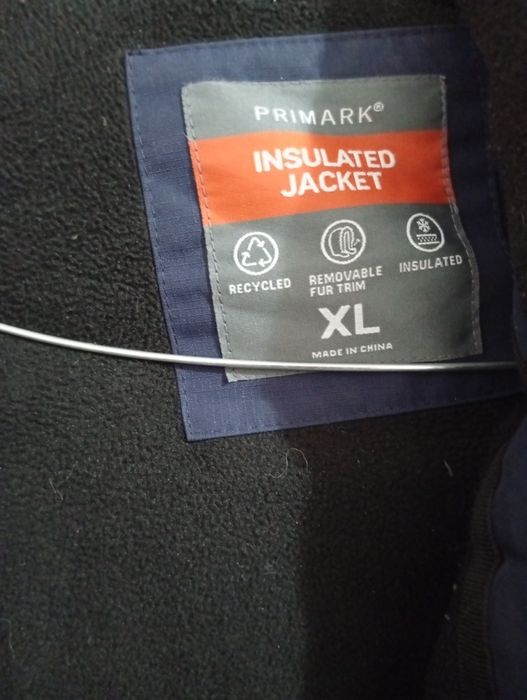 PRIMARK®
INSULATED
JACKET
RECYCLED
REMOVABLE
FUR TRIM
INSULATED
XL
MADE IN CHINA